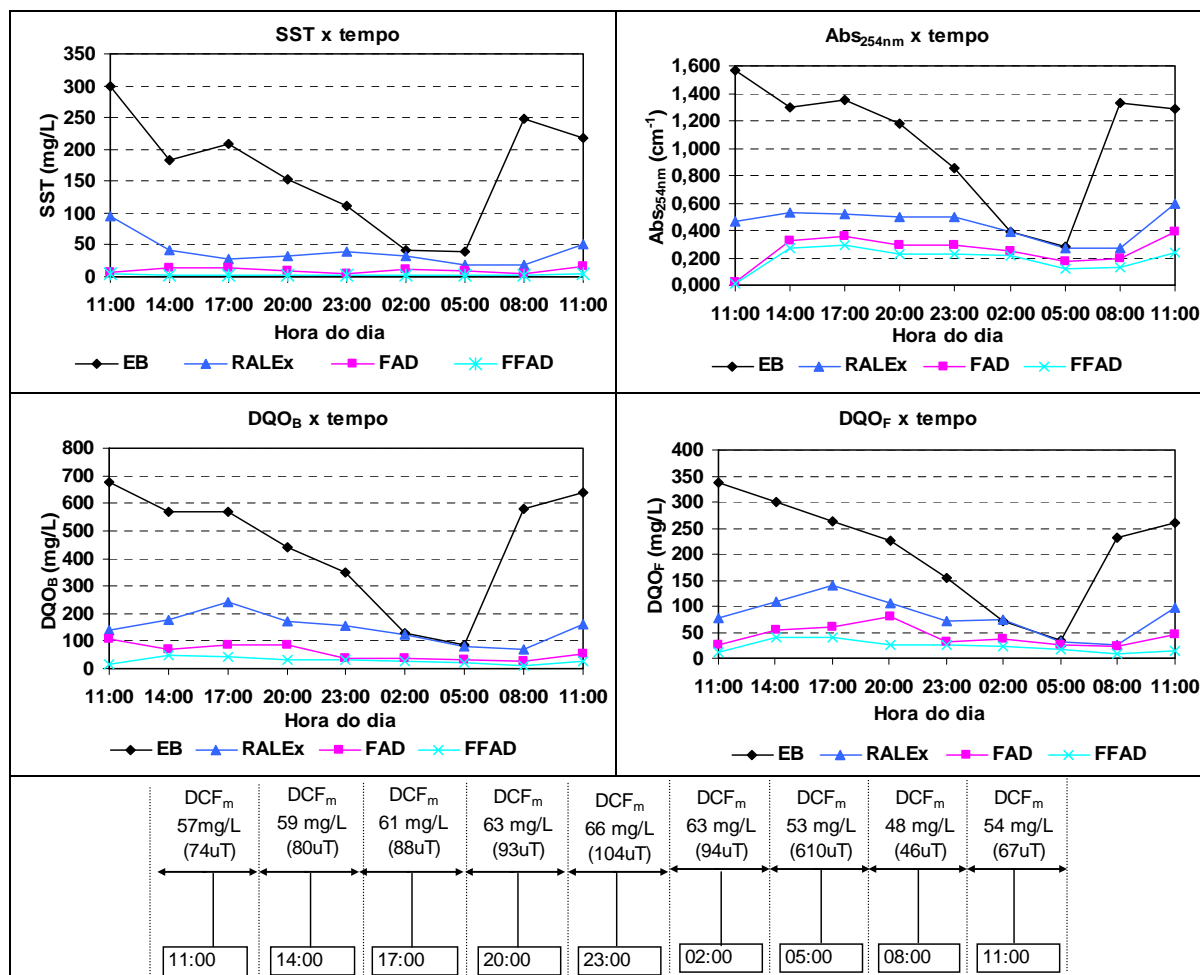 SST x tempo
350
300
250
200
150
100
50
0
SST (mg/L)
11:00 14:00 17:00 20:00 23:00 02:00 05:00 08:00 11:00
Hora do dia
EB RALEx FAD FFAD
Abs254nm x tempo
1,600
1,400
1,200
1,000
0,800
0,600
0,400
0,200
0,000
Abs254nm (cm-1)
11:00 14:00 17:00 20:00 23:00 02:00 05:00 08:00 11:00
Hora do dia
EB RALEx FAD FFAD
DQOB x tempo
800
700
600
500
400
300
200
100
0
DQOB (mg/L)
11:00 14:00 17:00 20:00 23:00 02:00 05:00 08:00 11:00
Hora do dia
EB RALEx FAD FFAD
DQOF x tempo
400
350
300
250
200
150
100
50
0
DQOF (mg/L)
11:00 14:00 17:00 20:00 23:00 02:00 05:00 08:00 11:00
Hora do dia
EB RALEx FAD FFAD
DCFm DCFm DCFm DCFm DCFm DCFm DCFm DCFm DCFm
57mg/L 59 mg/L 61 mg/L 63 mg/L 66 mg/L 63 mg/L 53 mg/L 48 mg/L 54 mg/L
(74uT) (80uT) (88uT) (93uT) (104uT) (94uT) (610uT) (46uT) (67uT)
11:00 14:00 17:00 20:00 23:00 02:00 05:00 08:00 11:00